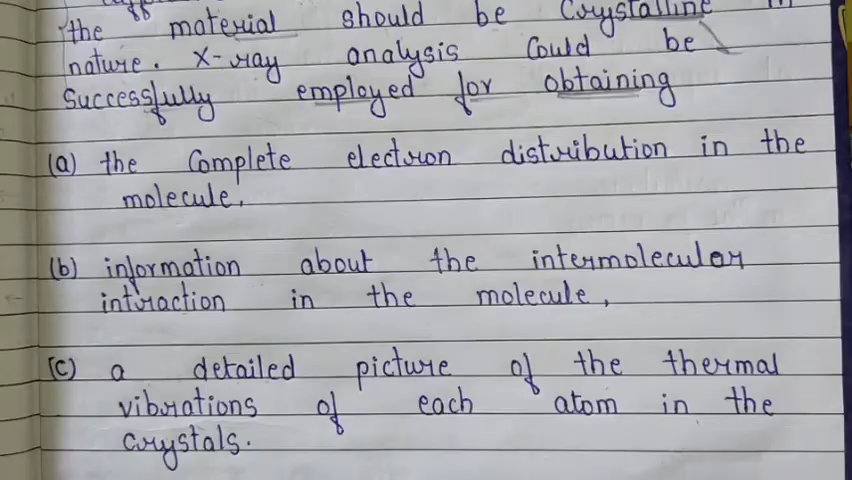 the material should be Crystalline
nature. X-ray analysis Could be
Successfully employed for obtaining
(a) the Complete electron distribution in the
molecule,
(b) information about the intermolecular
intraction in the molecule,
(c) a detailed picture of the thermal
vibrations of each atom in the
crystals.